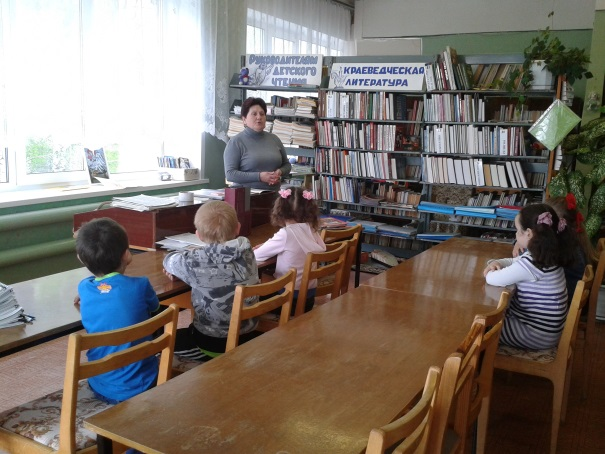 Руководителям
детского
чтения
Краеведческая
литература